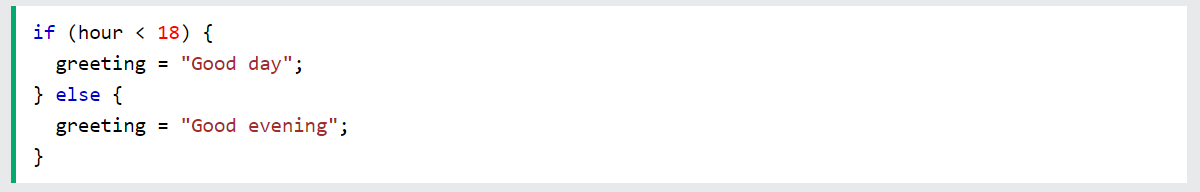 if (hour < 18) {
  greeting = "Good day";
} else {
  greeting = "Good evening";
}